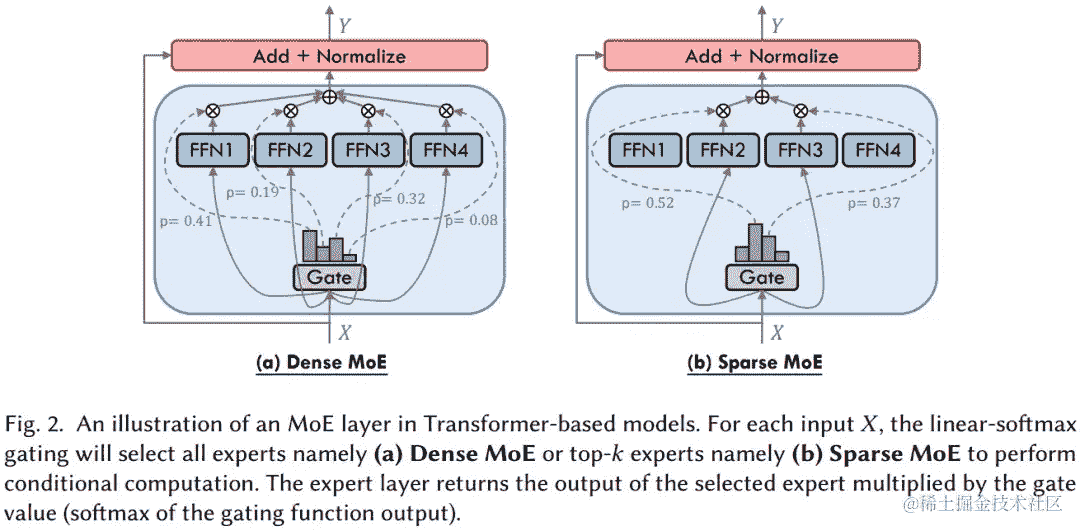 Y
Y
Add + Normalize
Add + Normalize
FFN1 FFN2 FFN3 FFN4
FFN1 FFN2 FFN3 FFN4
p= 0.41
p= 0.19
p= 0.32
p= 0.08
p= 0.52
p= 0.37
Gate
Gate
X
X
(a) Dense MoE
(b) Sparse MoE
Fig. 2. An illustration of an MoE layer in Transformer-based models. For each input X, the linear-softmax
gating will select all experts namely (a) Dense MoE or top-k experts namely (b) Sparse MoE to perform
conditional computation. The expert layer returns the output of the selected expert multiplied by the gate
value (softmax of the gating function output).
@稀土掘金技术社区